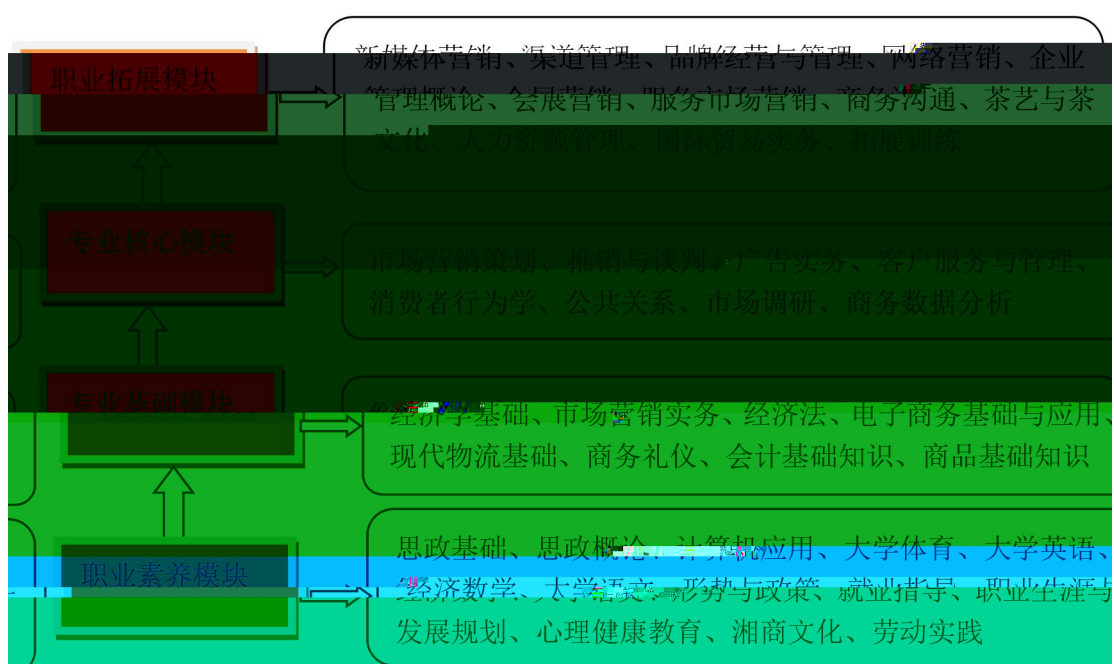 职业拓展模块
新媒体营销、渠道管理、品牌经营与管理、网络营销、企业
管理概论、会展营销、服务市场营销、商务沟通、茶艺与茶
文化、人力资源管理、国际贸易实务、拓展训练
专业核心模块
市场营销策划、推销与谈判、广告实务、客户服务与管理、
消费者行为学、公共关系、市场调研、商务数据分析
专业基础模块
经济学基础、市场营销实务、经济法、电子商务基础与应用、
现代物流基础、商务礼仪、会计基础知识、商品基础知识
职业素养模块
思政基础、思政概论、计算机应用、大学体育、大学英语、
经济数学、大学语文、形势与政策、就业指导、职业生涯与
发展规划、心理健康教育、湘商文化、劳动实践